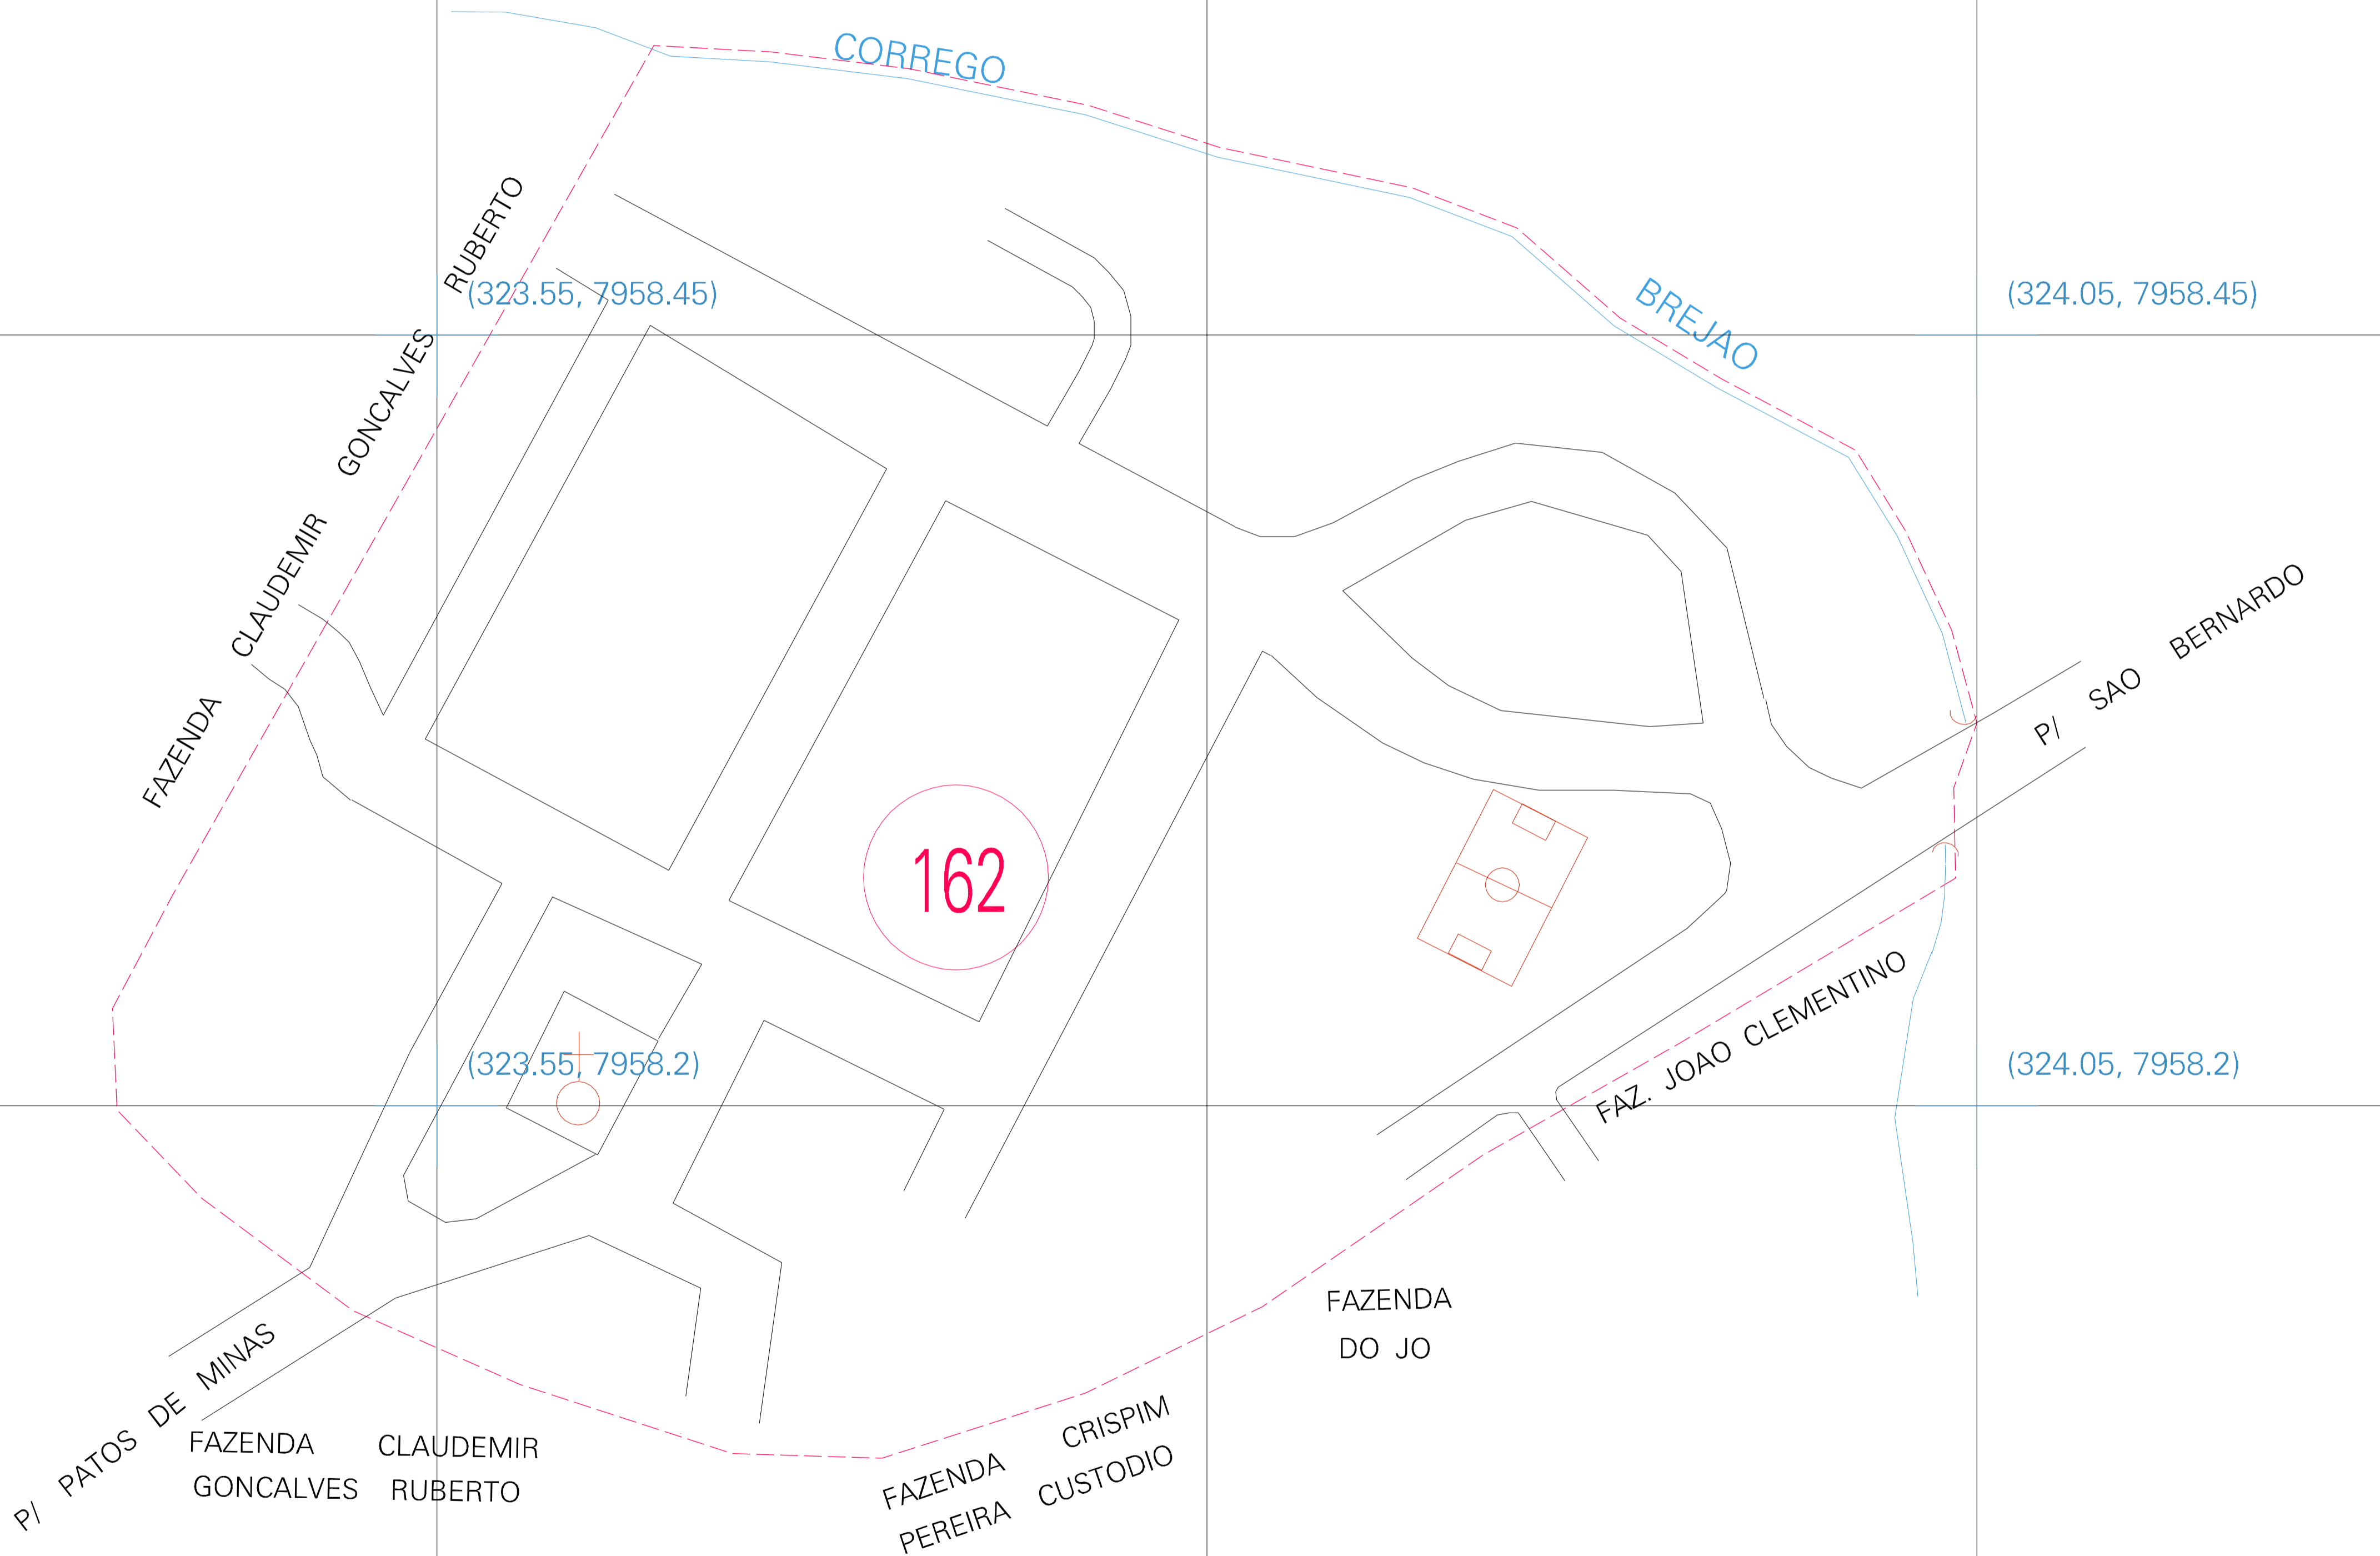 CORREGO
BREJAO
FAZENDA CLAUDEMIR GONCALVES RUBERTO
(323.55, 7958.45)
(324.05, 7958.45)
P/ SAO BERNARDO
162
FAZ. JOAO CLEMENTINO
(323.55, 7958.2)
(324.05, 7958.2)
P/ PATOS DE MINAS
FAZENDA CLAUDEMIR
GONCALVES RUBERTO
FAZENDA CRISPIM
PEREIRA CUSTODIO
FAZENDA
DO JO